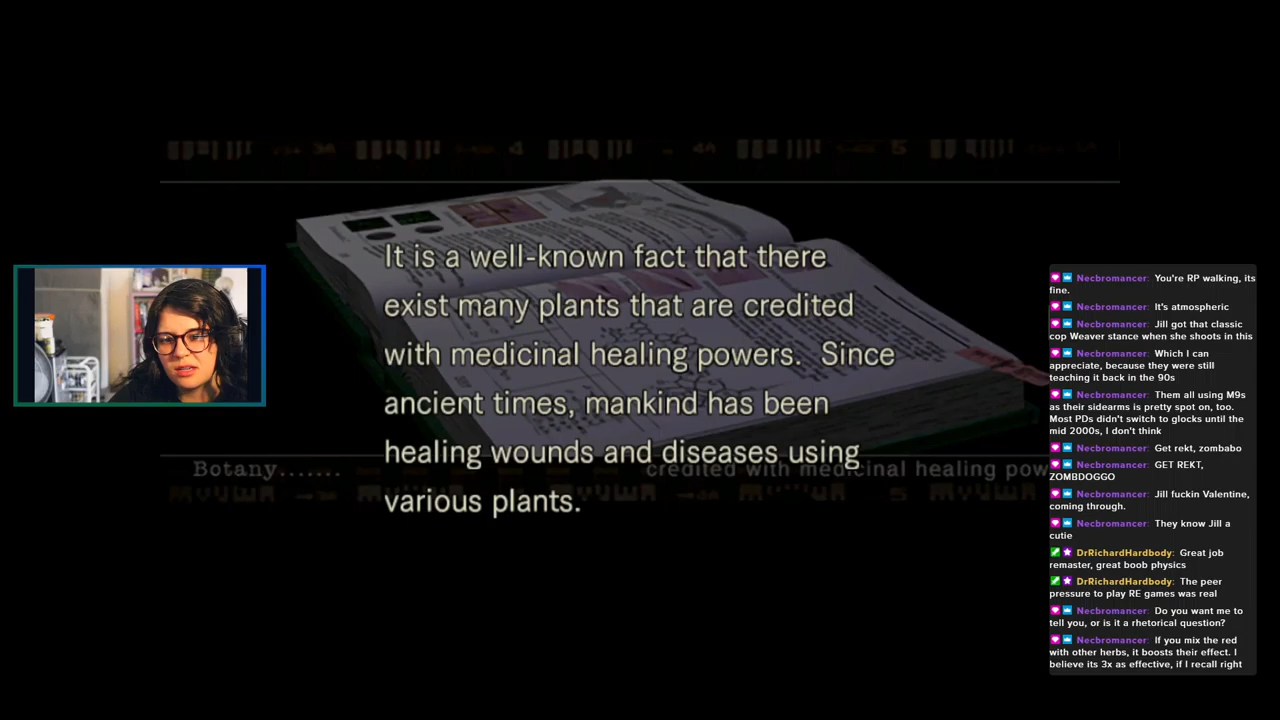 It is a well-known fact that there
exist many plants that are credited
with medicinal healing powers.  Since
ancient times, mankind has been
healing wounds and diseases using
various plants.
Botany.......
credited with medicinal healing pow
Necbromancer: You're RP walking, its
fine.
Necbromancer: It's atmospheric
Necbromancer: Jill got that classic
cop Weaver stance when she shoots in this
Necbromancer: Which I can
appreciate, because they were still
teaching it back in the 90s
Necbromancer: Them all using M9s
as their sidearms is pretty spot on, too.
Most PDs didn't switch to glocks until the
mid 2000s, I don't think
Necbromancer: Get rekt, zombabo
Necbromancer: GET REKT,
ZOMBDOGGO
Necbromancer: Jill fuckin Valentine,
coming through.
Necbromancer: They know Jill a
cutie
DrRichardHardbody: Great job
remaster, great boob physics
DrRichardHardbody: The peer
pressure to play RE games was real
Necbromancer: Do you want me to
tell you, or is it a rhetorical question?
Necbromancer: If you mix the red
with other herbs, it boosts their effect. I
believe its 3x as effective, if I recall right